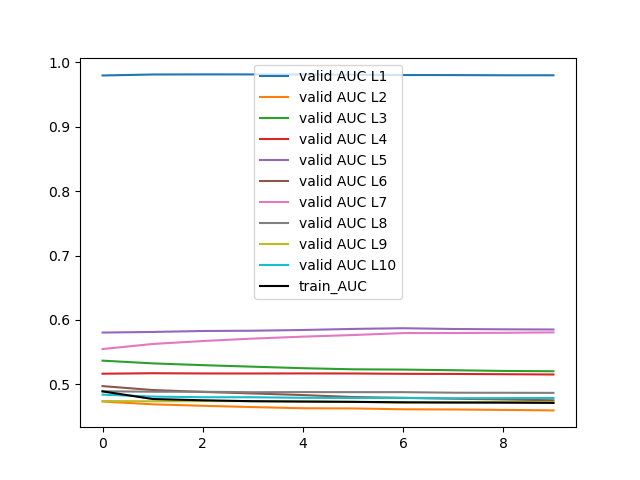 1.0
0.9
0.8
0.7
0.6
0.5
valid AUC L1
valid AUC L2
valid AUC L3
valid AUC L4
valid AUC L5
valid AUC L6
valid AUC L7
valid AUC L8
valid AUC L9
valid AUC L10
train_AUC
0 2 4 6 8